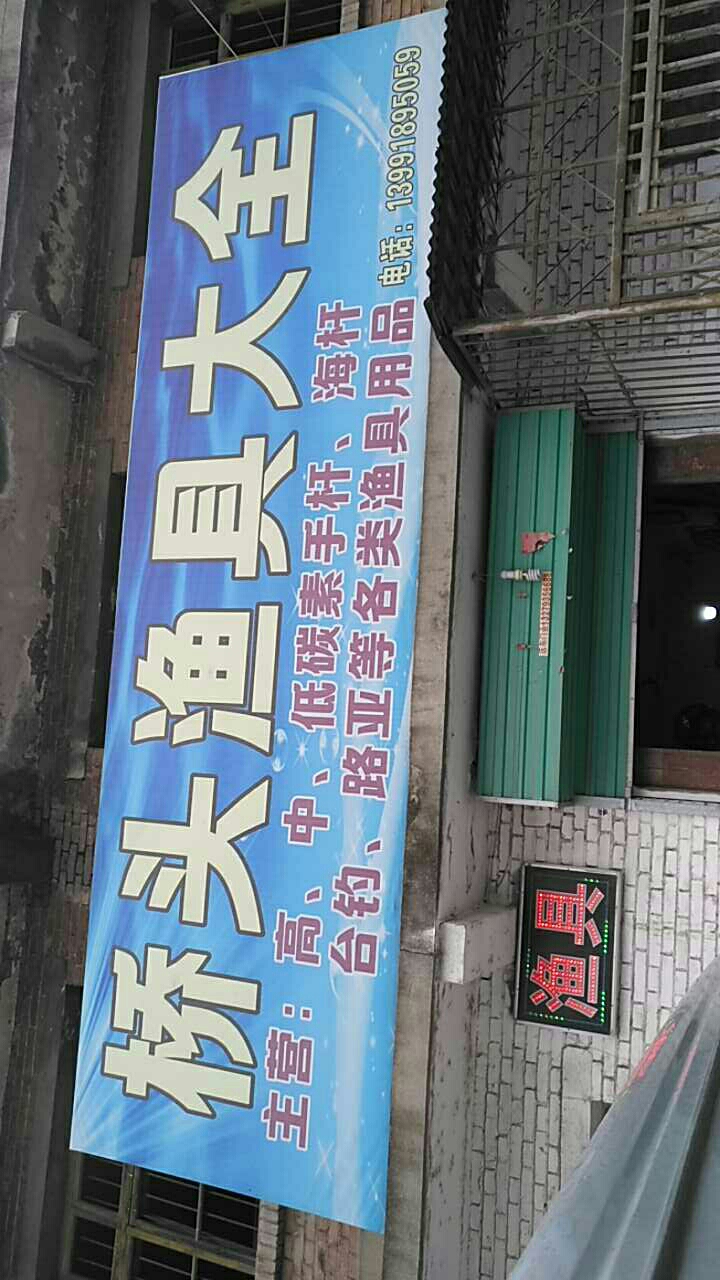 桥头渔具大全
主营：高、中、低碳素手杆、海杆
台钓、路亚等各类渔具用品
电话：13991895059
渔具